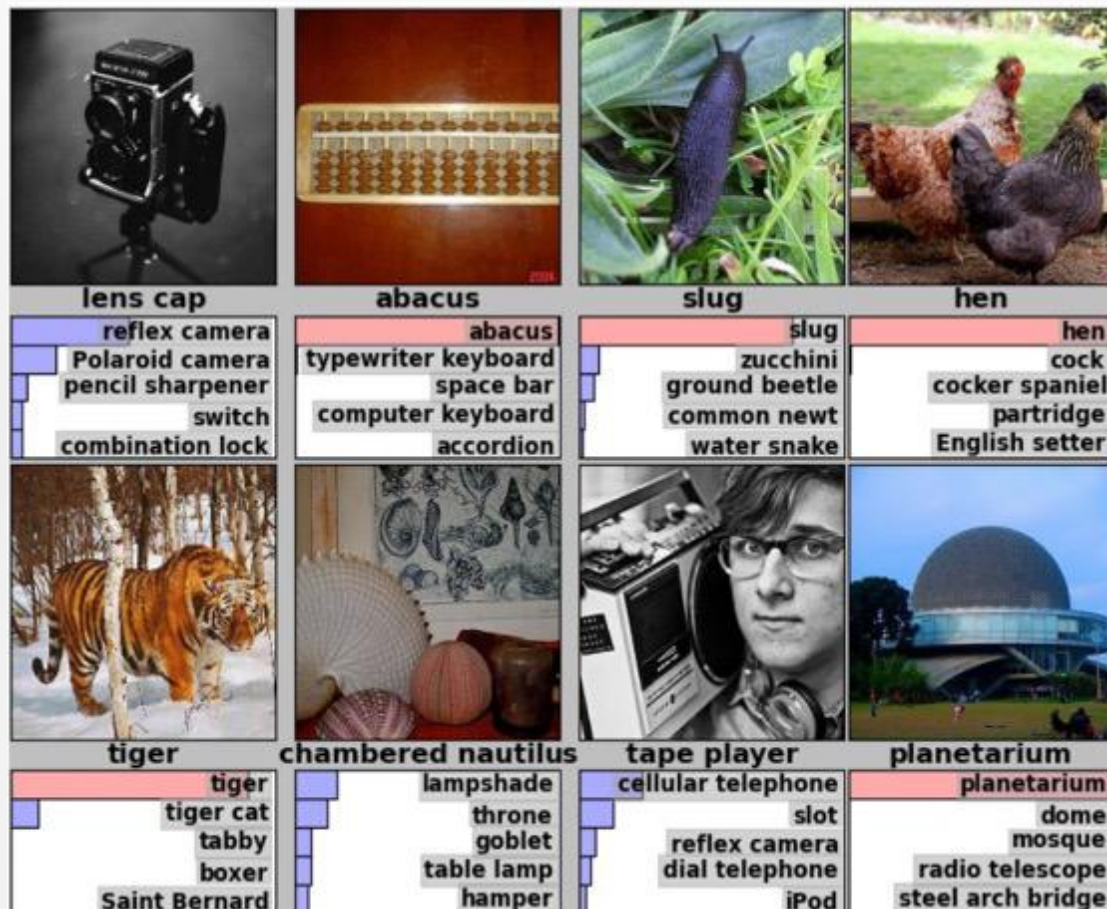 lens cap
abacus
slug
hen
reflex camera
Polaroid camera
pencil sharpener
switch
combination lock
abacus
typewriter keyboard
space bar
computer keyboard
accordion
slug
zucchini
ground beetle
common newt
water snake
hen
cock
cocker spaniel
partridge
English setter
tiger
chambered nautilus
tape player
planetarium
tiger
tiger cat
tabby
boxer
Saint Bernard
lampshade
throne
goblet
table lamp
hamper
cellular telephone
slot
reflex camera
dial telephone
iPod
planetarium
dome
mosque
radio telescope
steel arch bridge